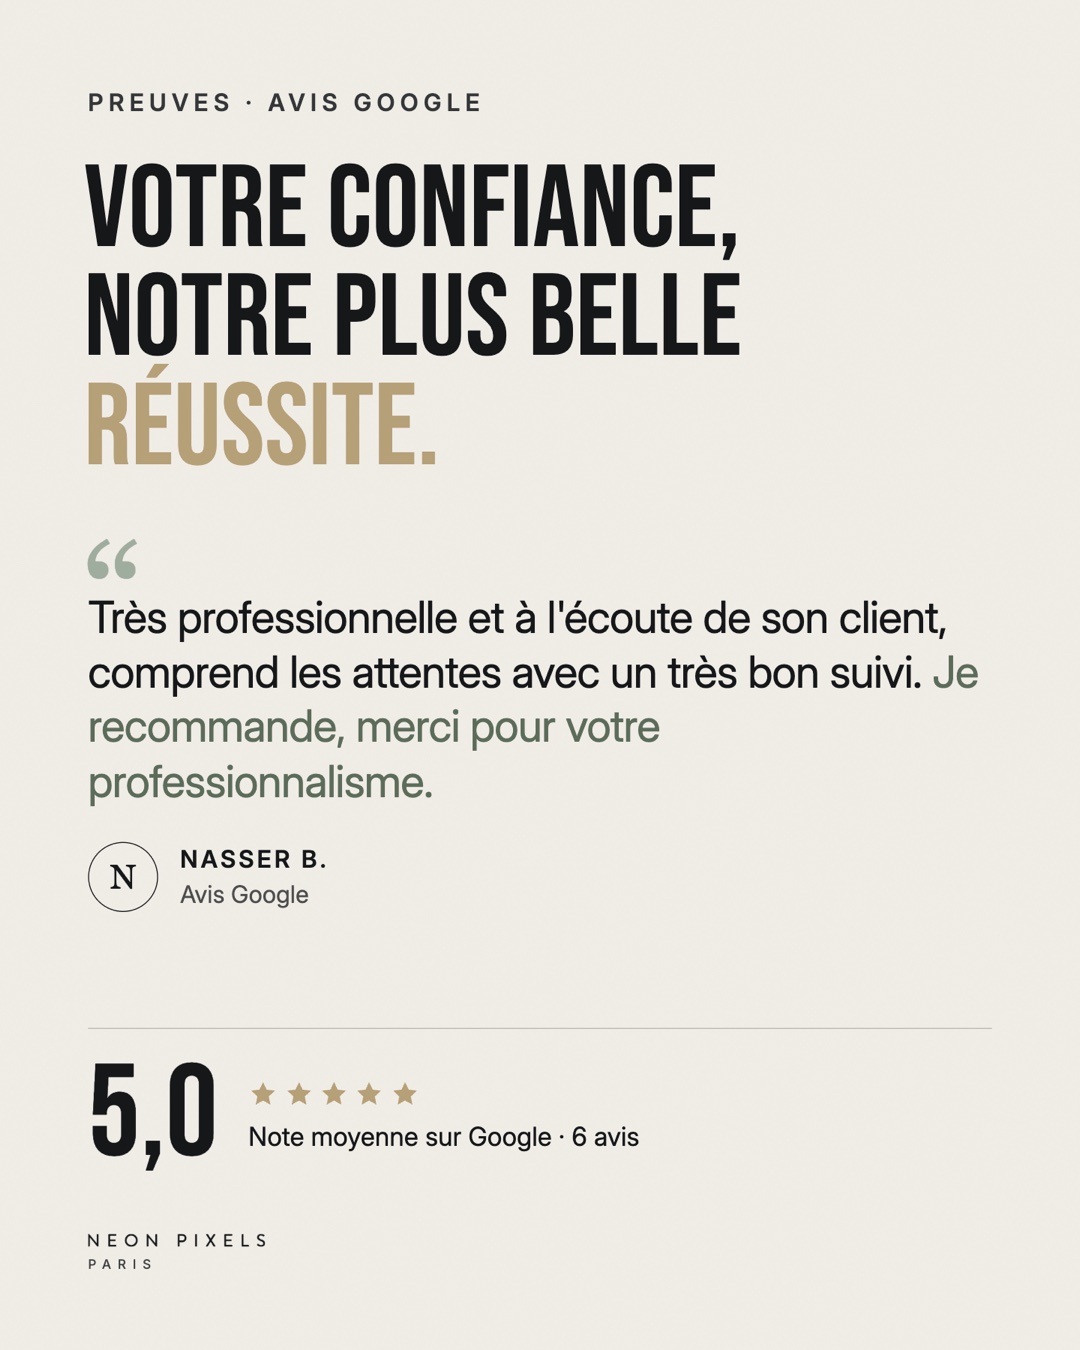 PREUVES · AVIS GOOGLE
VOTRE CONFIANCE,
NOTRE PLUS BELLE
RÉUSSITE.
“
Très professionnelle et à l'écoute de son client,
comprend les attentes avec un très bon suivi. Je
recommande, merci pour votre
professionnalisme.
N
NASSER B.
Avis Google
5,0
★ ★ ★ ★ ★
Note moyenne sur Google · 6 avis
NEON PIXELS
PARIS